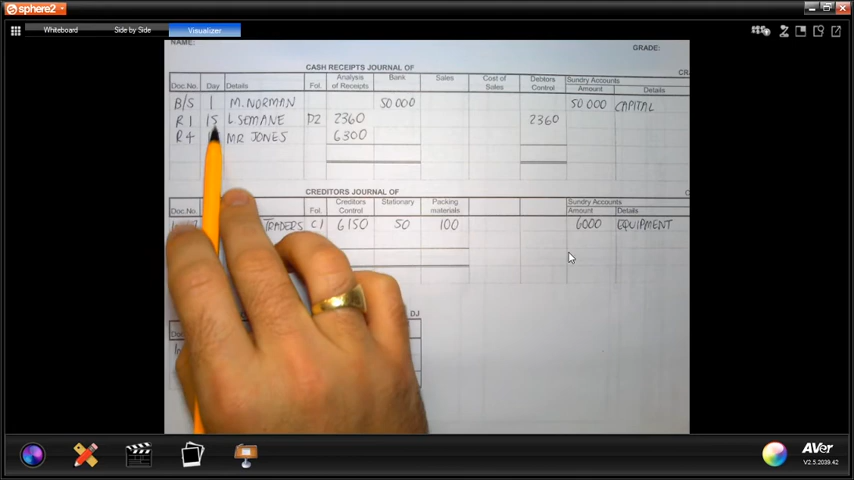 sphere2
Whiteboard Side by Side Visualizer
NAME: GRADE:
CASH RECEIPTS JOURNAL OF
Doc.No. Day Details Fol. Analysis of Receipts Bank Sales Cost of Sales Debtors Control Sundry Accounts Amount Details
B/S 1 M. NORMAN 50 000 50 000 CAPITAL
R 1 15 L SEMANE D2 2360 2360
R 4 MR JONES 6300
CREDITORS JOURNAL OF
Doc.No. Fol. Creditors Control Stationary Packing materials Sundry Accounts Amount Details
TRADERS C1 6150 50 100 6000 EQUIPMENT
DJ
AVer
V2.5.2039.42